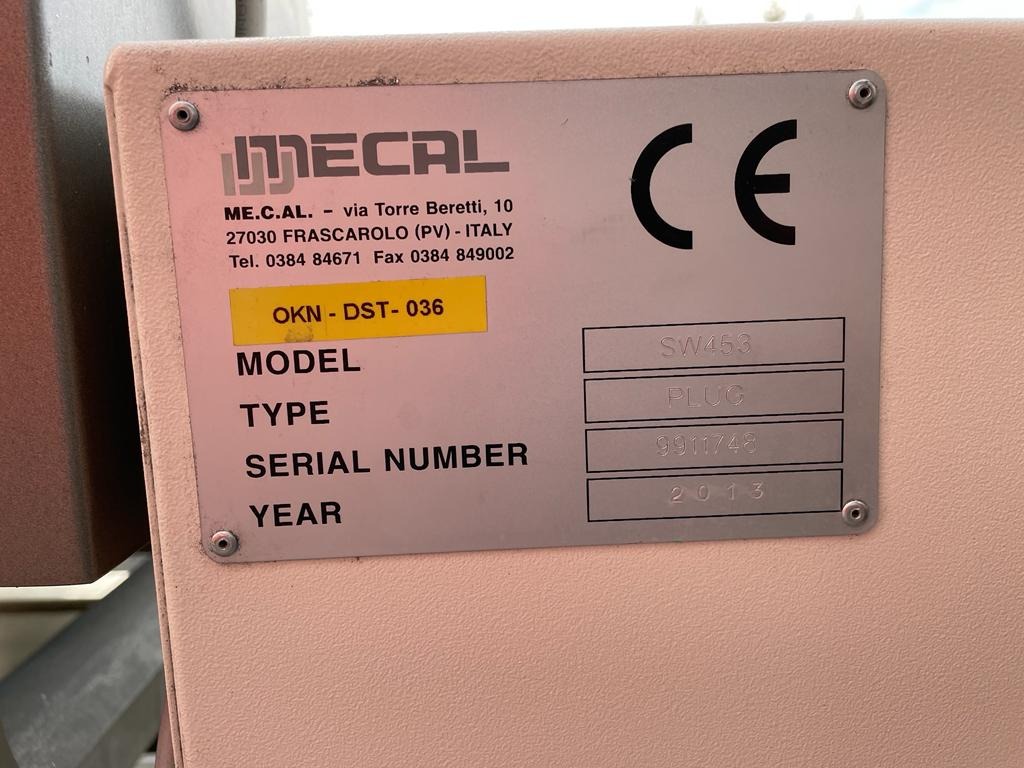 MECAL
CE
ME.C.AL. - via Torre Beretti, 10
27030 FRASCAROLO (PV) - ITALY
Tel. 0384 84671 Fax 0384 849002
OKN - DST - 036
MODEL SW453
TYPE PLUG
SERIAL NUMBER 9911748
YEAR 2013